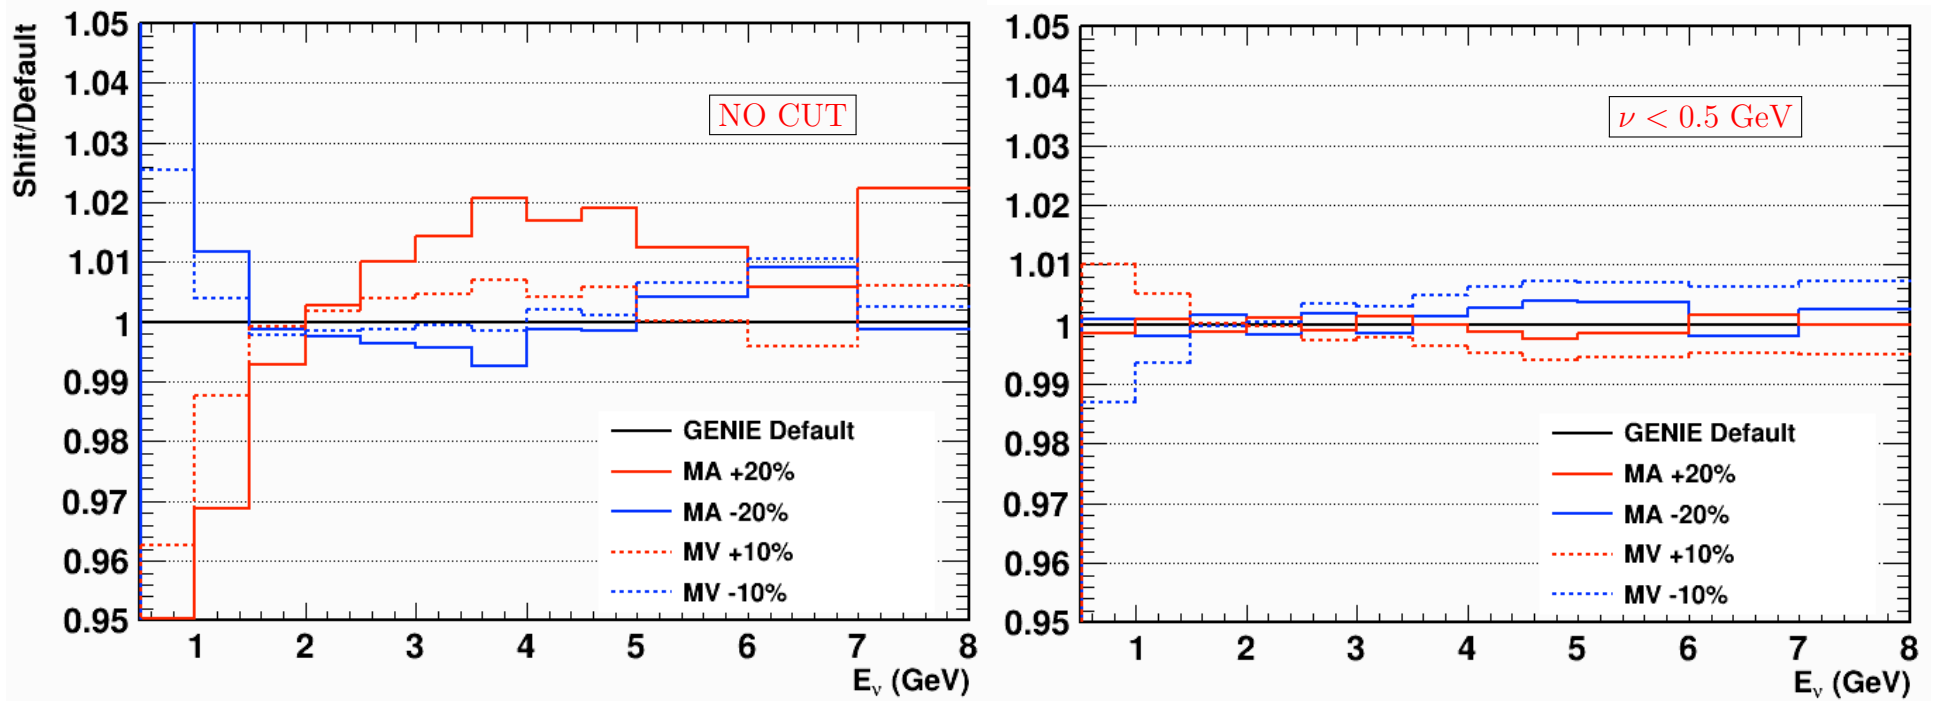 Shift/Default
1.05
1.04
1.03
1.02
1.01
1
0.99
0.98
0.97
0.96
0.95
NO CUT
GENIE Default
MA +20%
MA -20%
MV +10%
MV -10%
1 2 3 4 5 6 7 8
Eν (GeV)
1.05
1.04
1.03
1.02
1.01
1
0.99
0.98
0.97
0.96
0.95
ν < 0.5 GeV
GENIE Default
MA +20%
MA -20%
MV +10%
MV -10%
1 2 3 4 5 6 7 8
Eν (GeV)